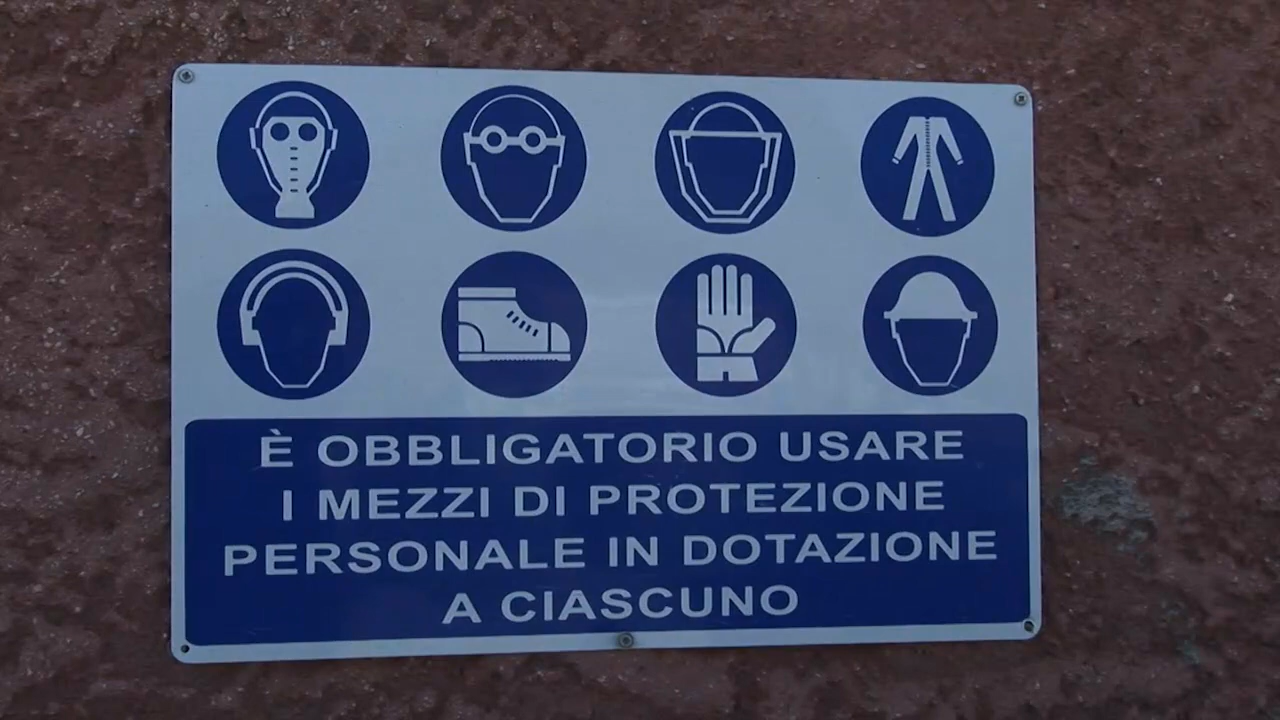 È OBBLIGATORIO USARE
I MEZZI DI PROTEZIONE
PERSONALE IN DOTAZIONE
A CIASCUNO